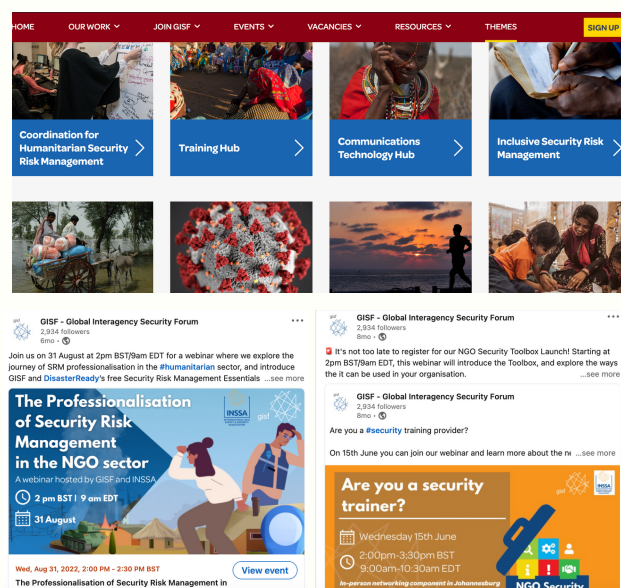 HOME OUR WORK JOIN GISF EVENTS VACANCIES RESOURCES THEMES SIGN UP
Coordination for
Humanitarian Security
Risk Management
Training Hub
Communications
Technology Hub
Inclusive Security Risk
Management
gisf
GISF - Global Interagency Security Forum
2,934 followers
6mo •
Join us on 31 August at 2pm BST/9am EDT for a webinar where we explore the
journey of SRM professionalisation in the #humanitarian sector, and introduce
GISF and DisasterReady's free Security Risk Management Essentials ...see more
The Professionalisation
of Security Risk
Management
in the NGO sector
A webinar hosted by GISF and INSSA
2 pm BST I 9 am EDT
31 August
INSSA
gisf
Wed, Aug 31, 2022, 2:00 PM - 2:30 PM BST
The Professionalisation of Security Risk Management in
View event
gisf
GISF - Global Interagency Security Forum
2,934 followers
8mo •
It's not too late to register for our NGO Security Toolbox Launch! Starting at
2pm BST/9am EDT, this webinar will introduce the Toolbox, and explore the ways
the it can be used in your organisation. ...see more
gisf
GISF - Global Interagency Security Forum
2,934 followers
8mo •
Are you a #security training provider?
On 15th June you can join our webinar and learn more about the ne ...see more
Are you a security
trainer?
gisf
INSSA
Wednesday 15th June
2:00pm-3:30pm BST
9:00am-10:30am EDT
In-person networking component in Johannesburg
NGO Security